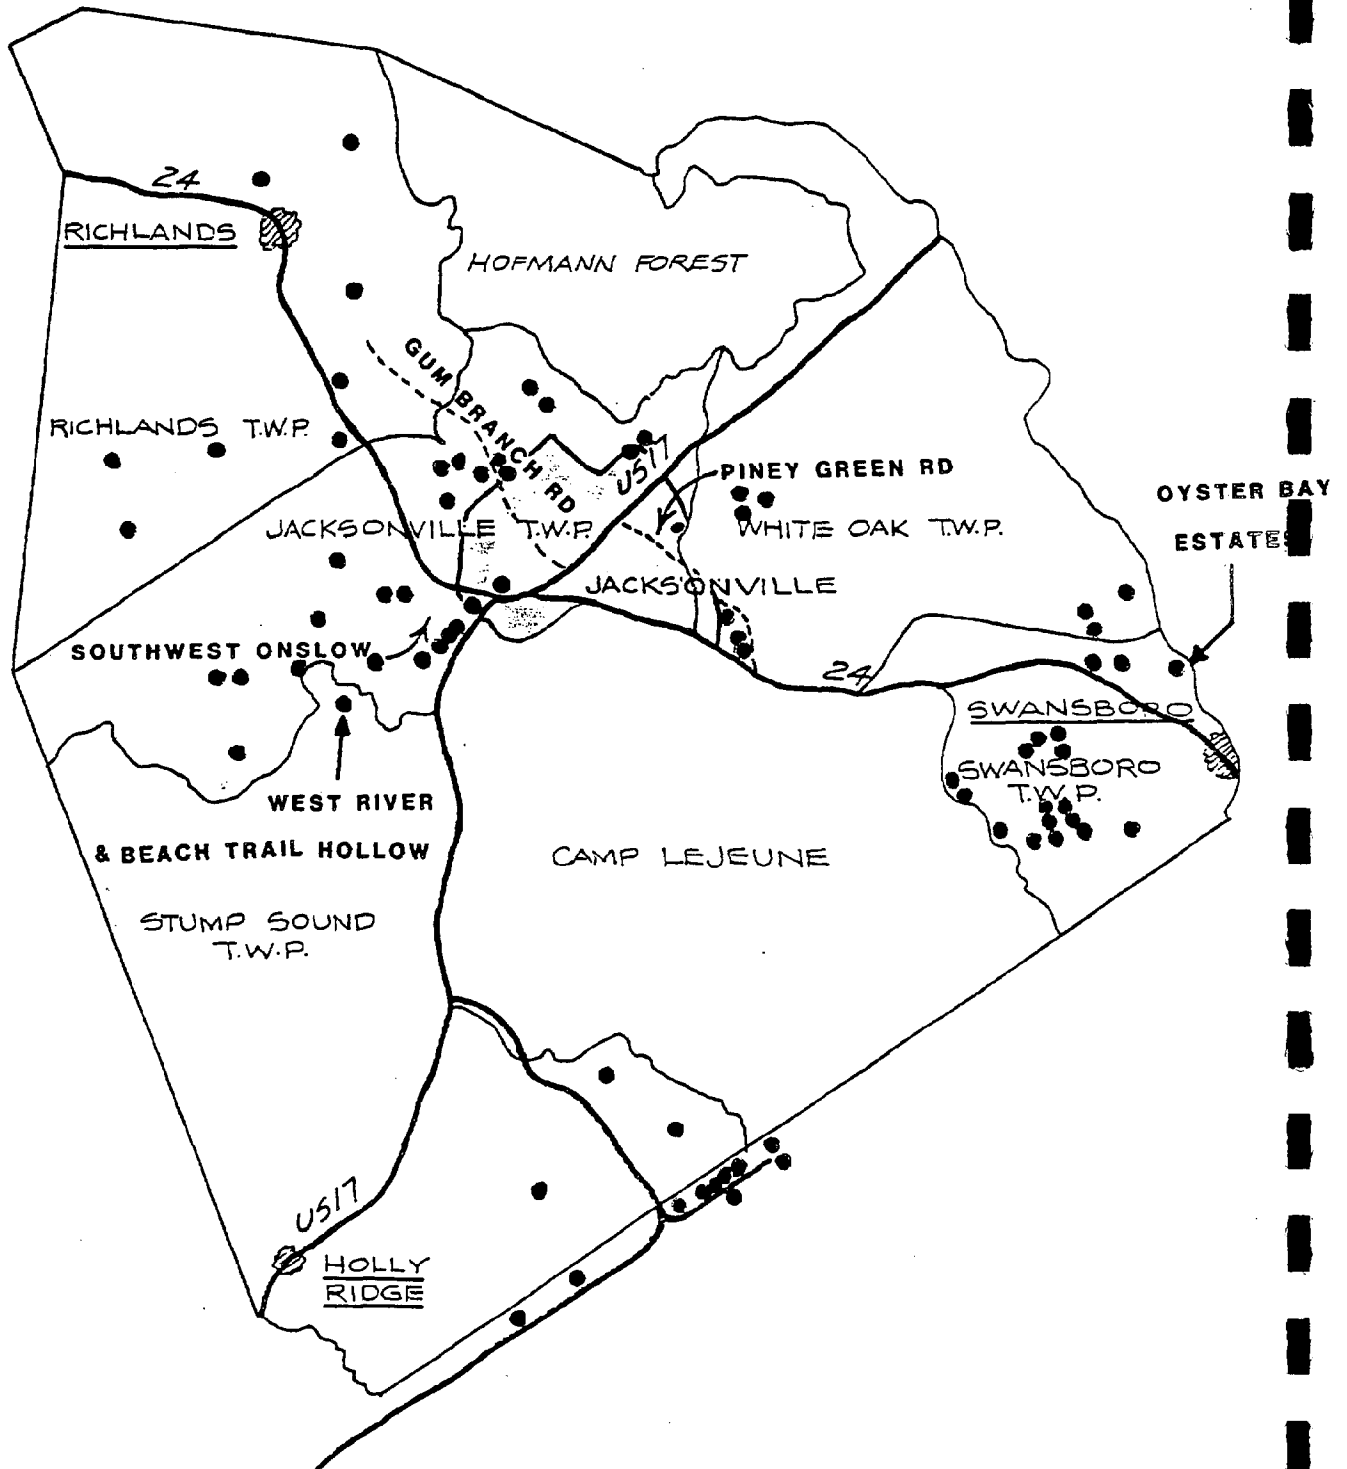 24
RICHLANDS
HOFMANN FOREST
GUM BRANCH RD
RICHLANDS T.W.P.
US17
PINEY GREEN RD
OYSTER BAY
ESTATES
JACKSONVILLE T.W.P.
WHITE OAK T.W.P.
JACKSONVILLE
SOUTHWEST ONSLOW
24
SWANSBORO
SWANSBORO
T.W.P.
WEST RIVER
& BEACH TRAIL HOLLOW
CAMP LEJEUNE
STUMP SOUND
T.W.P.
US17
HOLLY
RIDGE